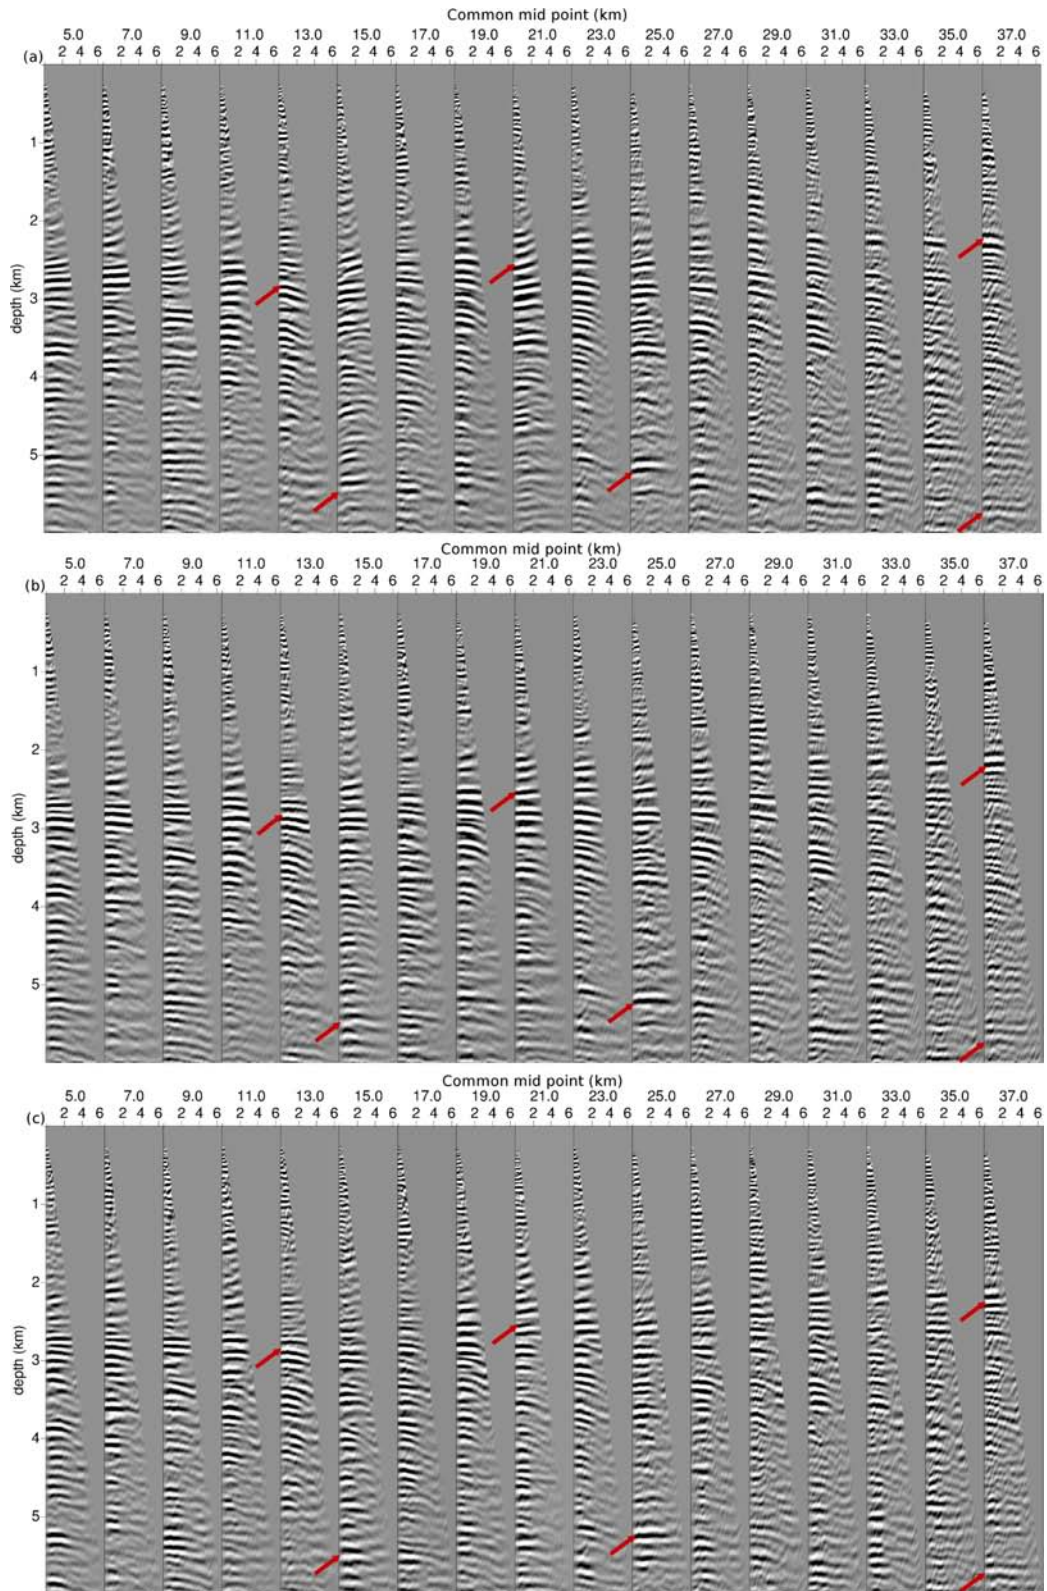 Common mid point (km)
5.0 7.0 9.0 11.0 13.0 15.0 17.0 19.0 21.0 23.0 25.0 27.0 29.0 31.0 33.0 35.0 37.0
(a) 2 4 6 2 4 6 2 4 6 2 4 6 2 4 6 2 4 6 2 4 6 2 4 6 2 4 6 2 4 6 2 4 6 2 4 6 2 4 6 2 4 6 2 4 6 2 4 6 2 4 6
1
2
depth (km)
3
4
5
Common mid point (km)
5.0 7.0 9.0 11.0 13.0 15.0 17.0 19.0 21.0 23.0 25.0 27.0 29.0 31.0 33.0 35.0 37.0
(b) 2 4 6 2 4 6 2 4 6 2 4 6 2 4 6 2 4 6 2 4 6 2 4 6 2 4 6 2 4 6 2 4 6 2 4 6 2 4 6 2 4 6 2 4 6 2 4 6 2 4 6
1
2
depth (km)
3
4
5
Common mid point (km)
5.0 7.0 9.0 11.0 13.0 15.0 17.0 19.0 21.0 23.0 25.0 27.0 29.0 31.0 33.0 35.0 37.0
(c) 2 4 6 2 4 6 2 4 6 2 4 6 2 4 6 2 4 6 2 4 6 2 4 6 2 4 6 2 4 6 2 4 6 2 4 6 2 4 6 2 4 6 2 4 6 2 4 6 2 4 6
1
2
depth (km)
3
4
5